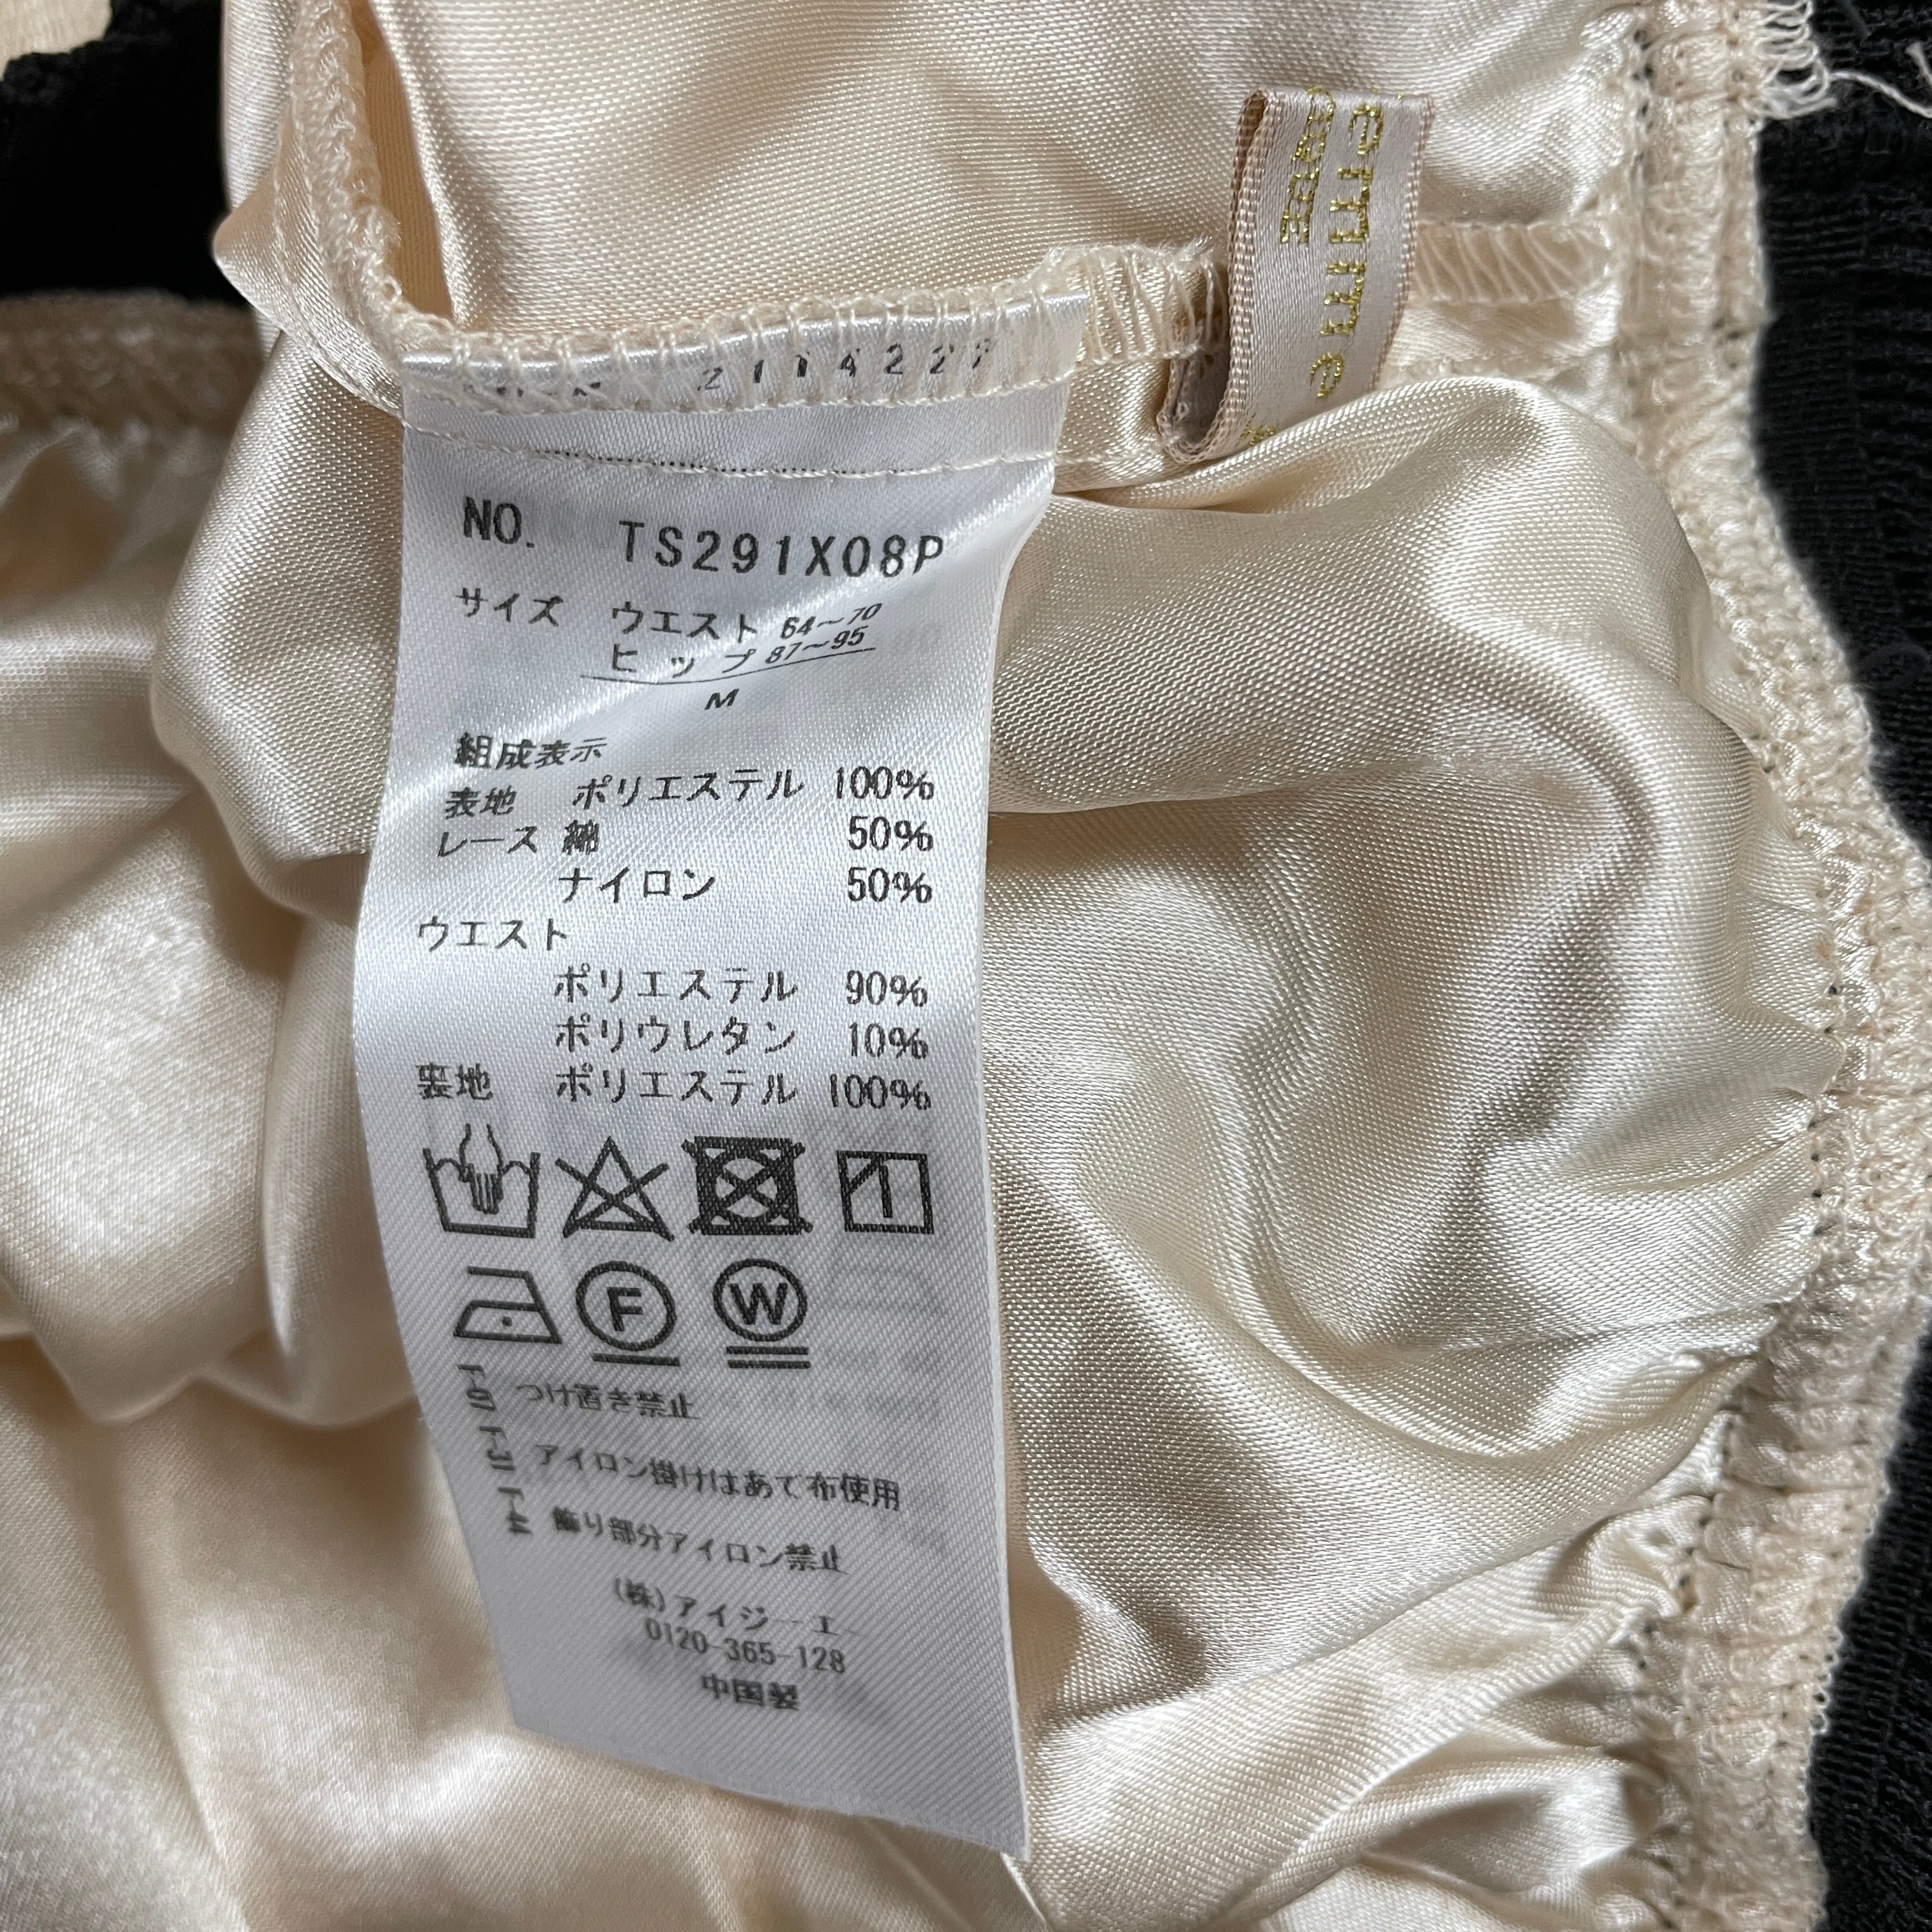 2114227
NO. TS291X08P
サイズ ウエスト 64~70
ヒップ 87~95
M
組成表示
表地 ポリエステル 100%
レース 綿 50%
ナイロン 50%
ウエスト
ポリエステル 90%
ポリウレタン 10%
裏地 ポリエステル 100%
F W
つけ置き禁止
アイロン掛けはあて布使用
飾り部分アイロン禁止
(株)アイジーエー
0120-365-128
中国製
emme